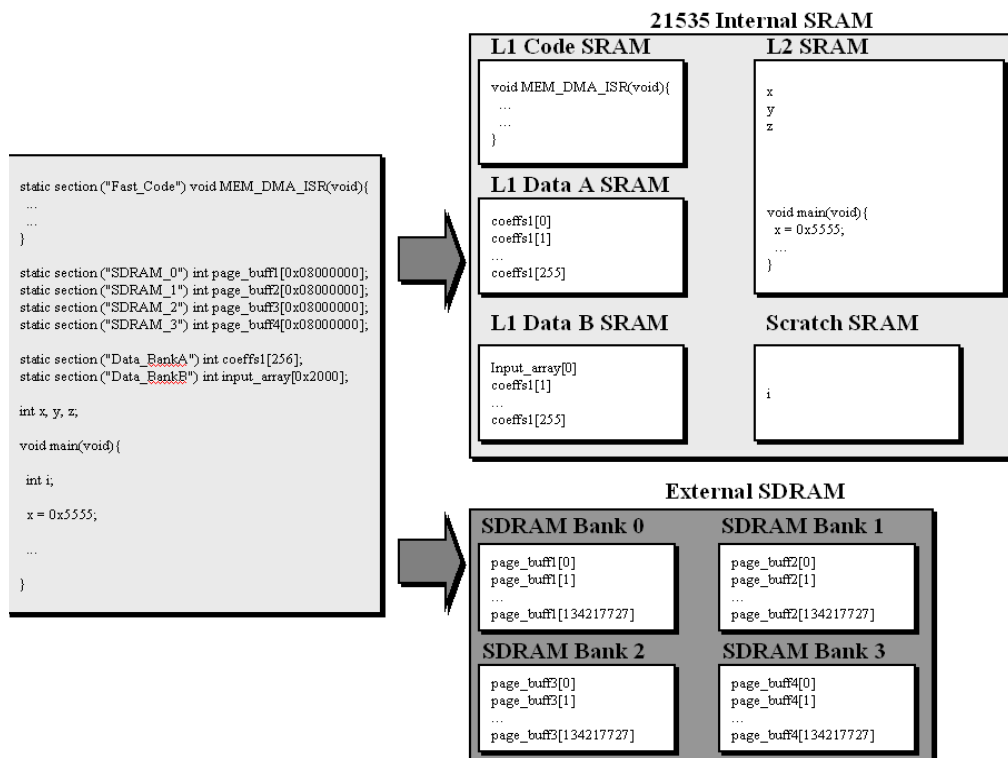 static section ("Fast_Code") void MEM_DMA_ISR(void){
...
...
}
static section ("SDRAM_0") int page_buff1[0x08000000];
static section ("SDRAM_1") int page_buff2[0x08000000];
static section ("SDRAM_2") int page_buff3[0x08000000];
static section ("SDRAM_3") int page_buff4[0x08000000];
static section ("Data_BankA") int coeffs1[256];
static section ("Data_BankB") int input_array[0x2000];
int x, y, z;
void main(void){
int i;
x = 0x5555;
...
}
21535 Internal SRAM
L1 Code SRAM
void MEM_DMA_ISR(void){
...
...
}
L1 Data A SRAM
coeffs1[0]
coeffs1[1]
...
coeffs1[255]
L1 Data B SRAM
Input_array[0]
coeffs1[1]
...
coeffs1[255]
L2 SRAM
x
y
z
void main(void){
x = 0x5555;
...
}
Scratch SRAM
i
External SDRAM
SDRAM Bank 0
page_buff1[0]
page_buff1[1]
...
page_buff1[134217727]
SDRAM Bank 1
page_buff2[0]
page_buff2[1]
...
page_buff2[134217727]
SDRAM Bank 2
page_buff3[0]
page_buff3[1]
...
page_buff3[134217727]
SDRAM Bank 3
page_buff4[0]
page_buff4[1]
...
page_buff4[134217727]